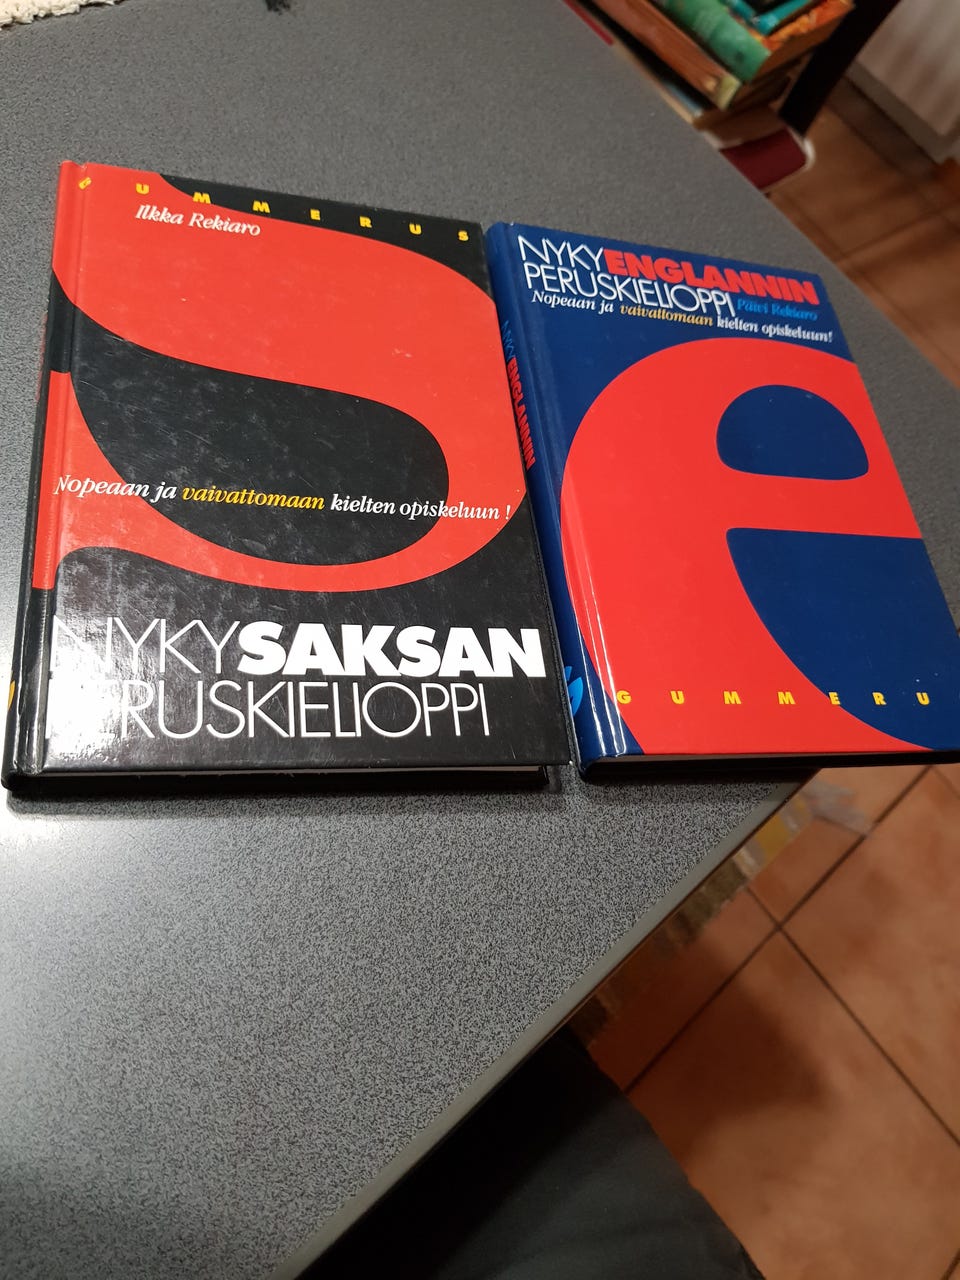 GUMMERUS
Ilkka Rekiaro
Nopeaan ja vaivattomaan kielten opiskeluun !
NYKYSAKSAN
PERUSKIELIOPPI
NYKYENGLANNIN
PERUSKIELIOPPI Päivi Rekiaro
Nopeaan ja vaivattomaan kielten opiskeluun!
GUMMERU
NYKYENGLANNIN